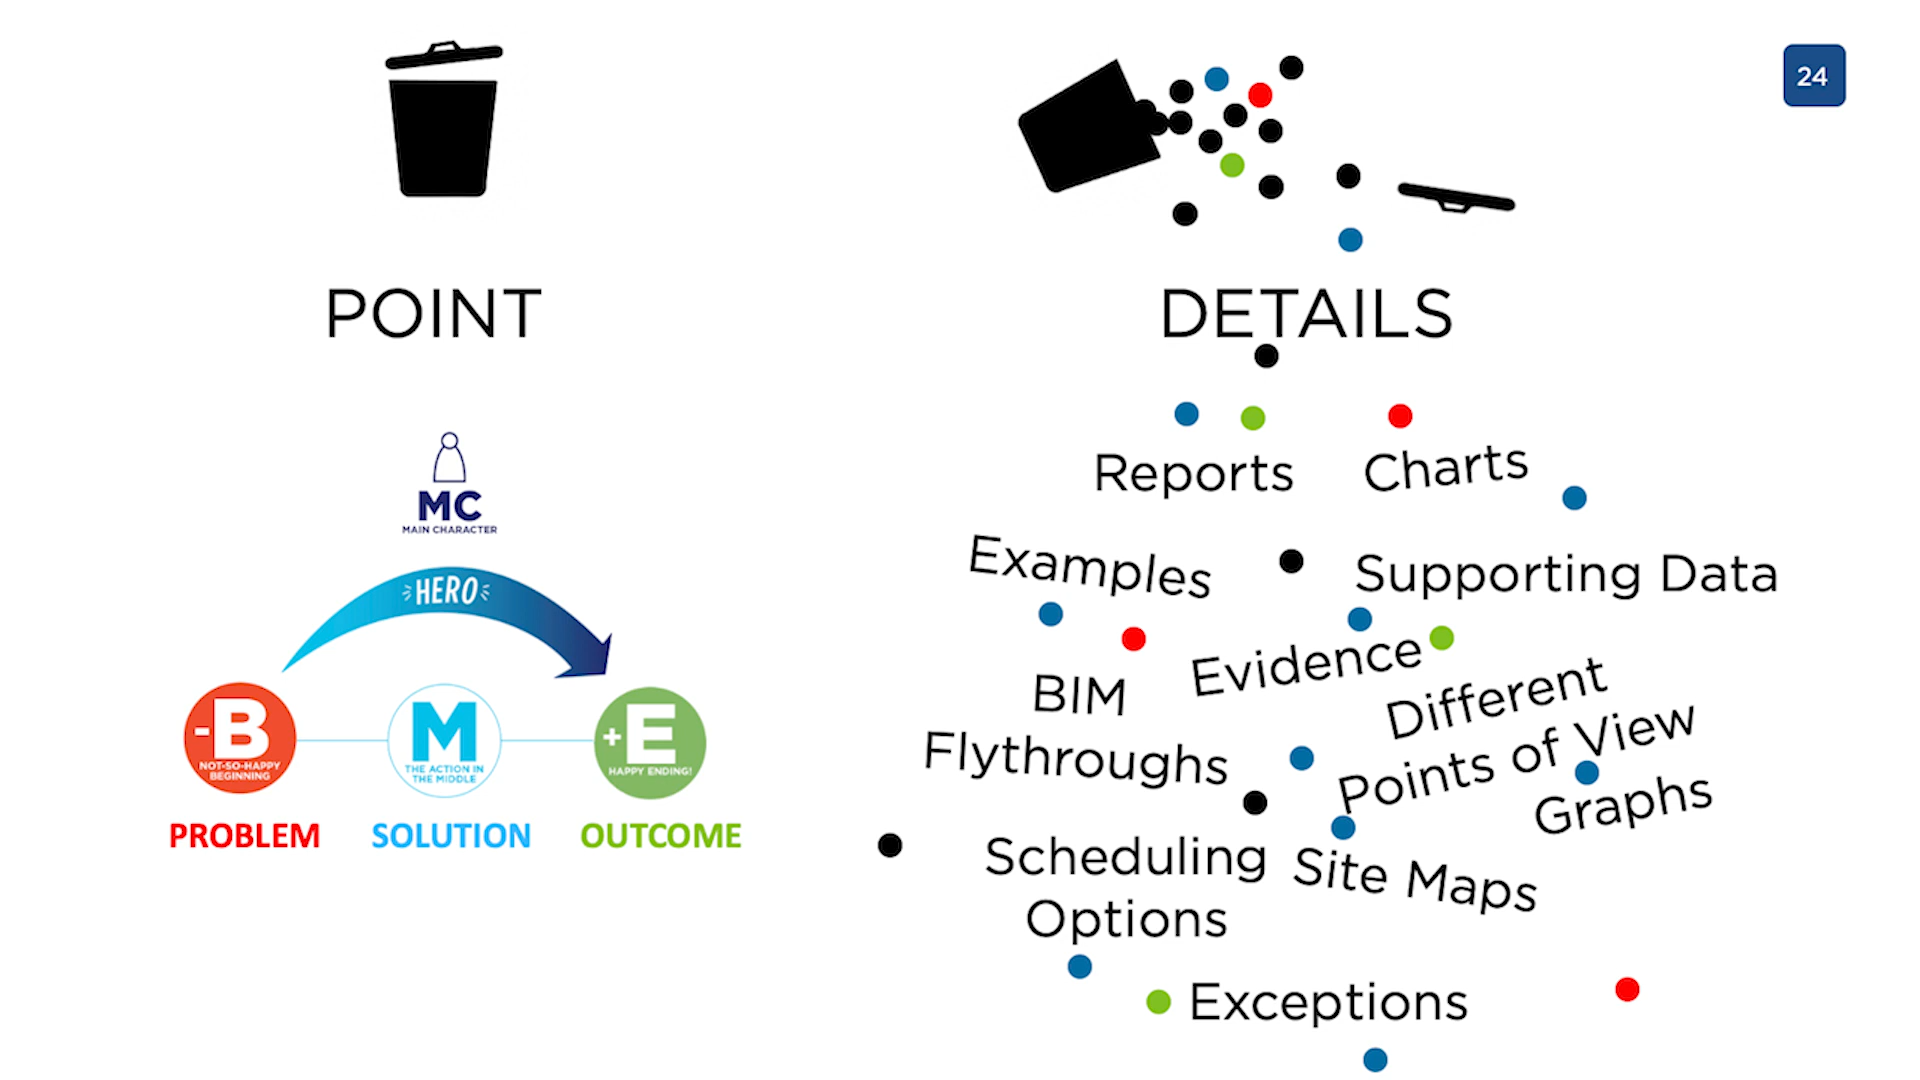 24
POINT
MC
MAIN CHARACTER
HERO
-B
NOT-SO-HAPPY
BEGINNING
M
THE ACTION IN
THE MIDDLE
+E
HAPPY ENDING!
PROBLEM
SOLUTION
OUTCOME
DETAILS
Reports
Charts
Examples
Supporting Data
Evidence
BIM
Flythroughs
Different
Points of View
Graphs
Scheduling
Options
Site Maps
Exceptions